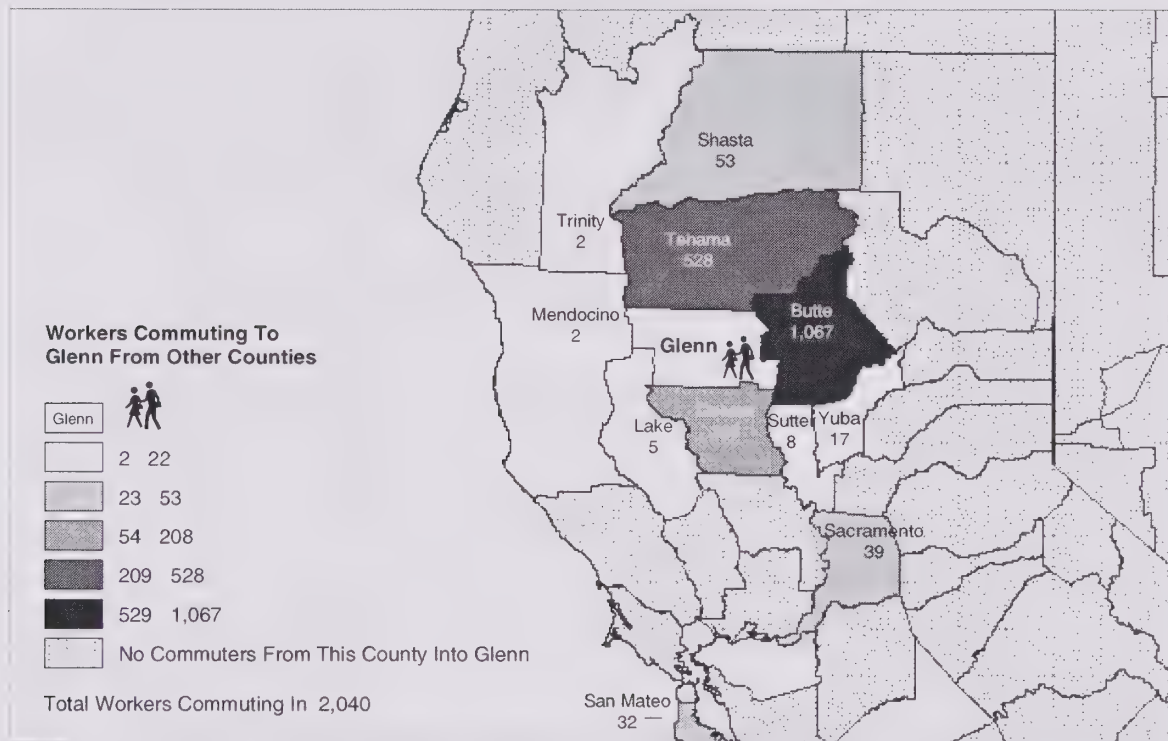 Shasta
53
Trinity
2
Tehama
528
Mendocino
2
Butte
1,067
Glenn
Lake
5
Sutter
8
Yuba
17
Sacramento
39
San Mateo
32
Workers Commuting To
Glenn From Other Counties
Glenn
2 22
23 53
54 208
209 528
529 1,067
No Commuters From This County Into Glenn
Total Workers Commuting In 2,040